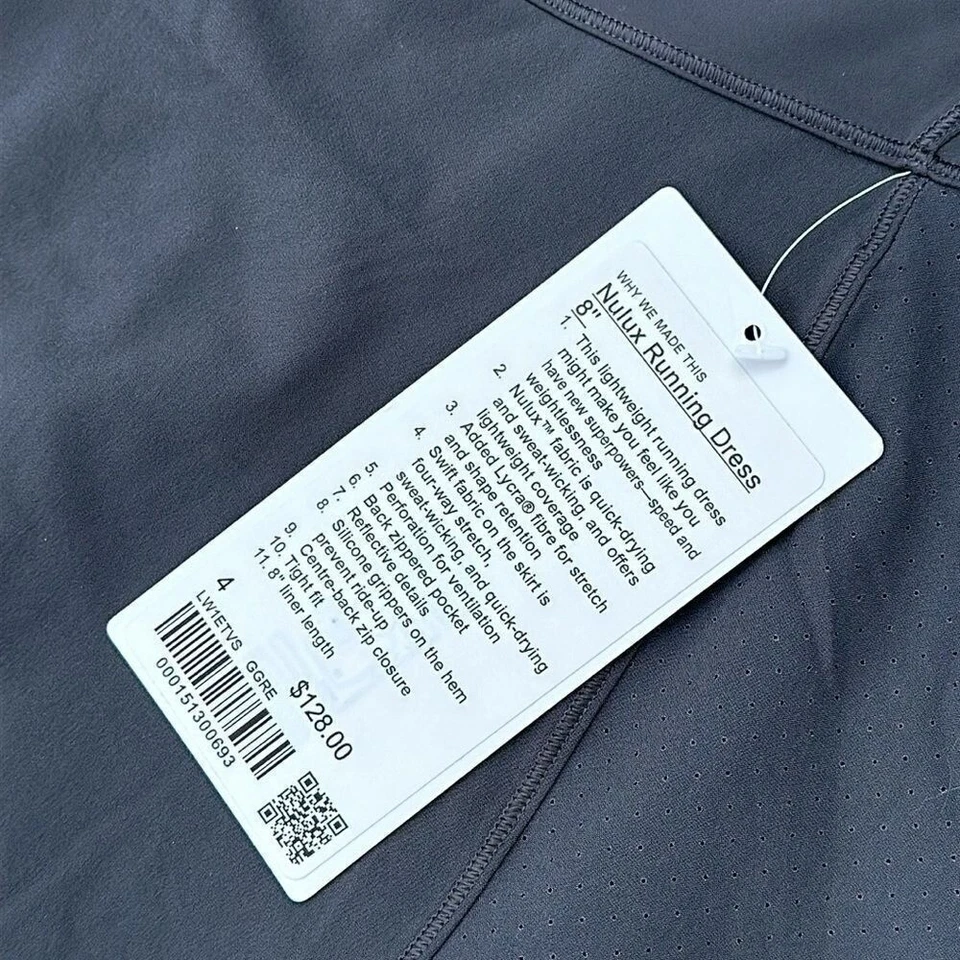 WHY WE MADE THIS
Nulux Running Dress
8"
1. This lightweight running dress
might make you feel like you
have new superpowers—speed and
weightlessness
2. Nulux™ fabric is quick-drying
and sweat-wicking, and offers
lightweight coverage
3. Added Lycra® fibre for stretch
and shape retention
4. Swift fabric on the skirt is
four-way stretch,
sweat-wicking, and quick-drying
5. Perforation for ventilation
6. Back zippered pocket
7. Reflective details
8. Silicone grippers on the hem
prevent ride-up
9. Centre-back zip closure
10. Tight fit
11. 8" liner length
4
LW1ETVS GGRE
000151300693
$128.00